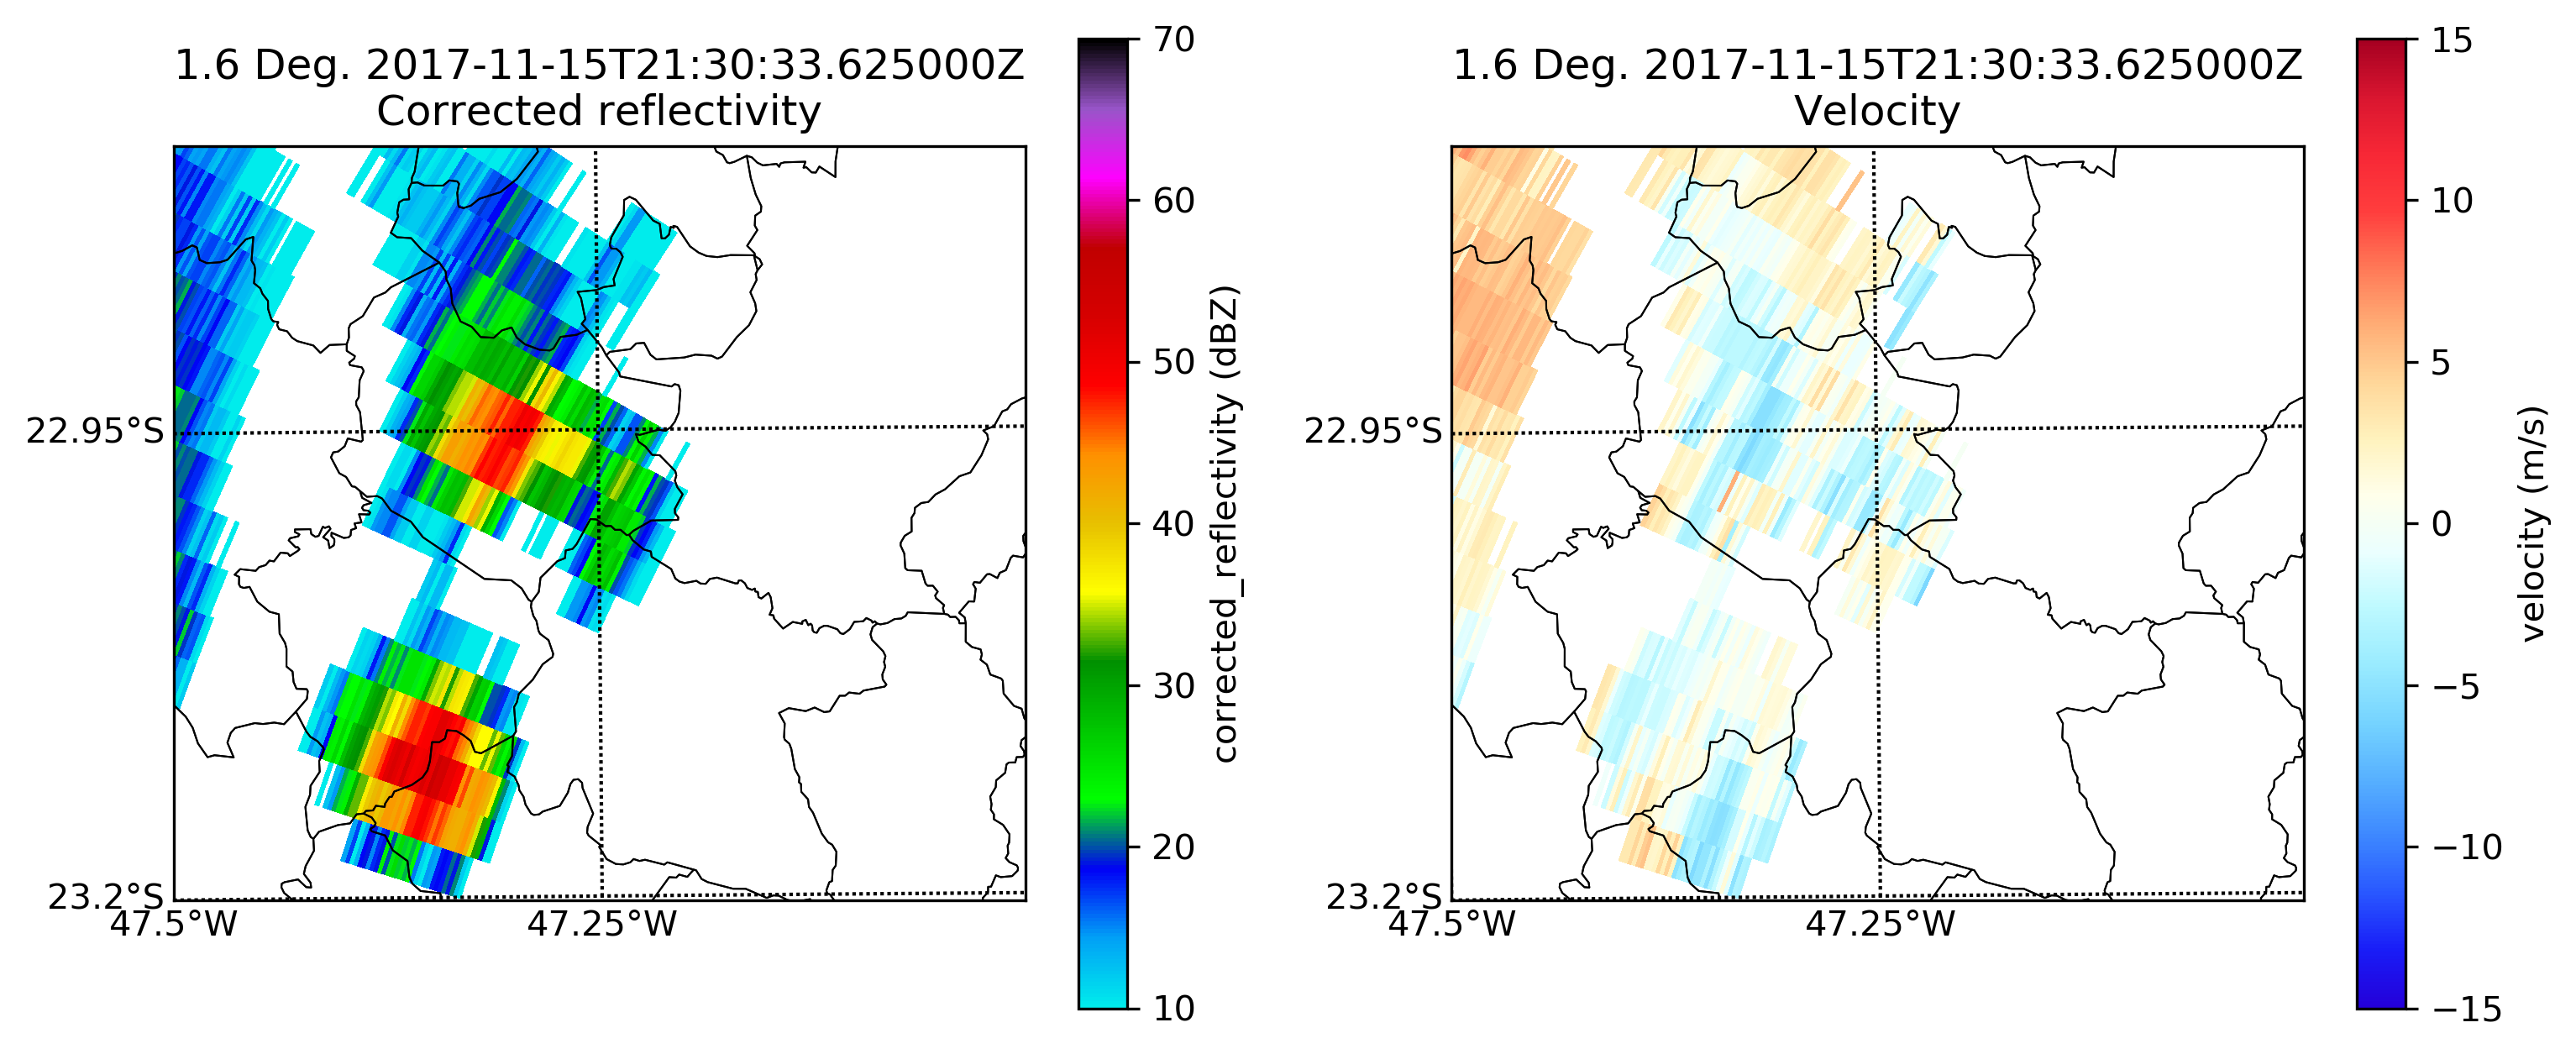 1.6 Deg. 2017-11-15T21:30:33.625000Z
Corrected reflectivity
22.95°S
23.2°S
47.5°W
47.25°W
70
60
50
40
30
20
10
corrected_reflectivity (dBZ)
1.6 Deg. 2017-11-15T21:30:33.625000Z
Velocity
22.95°S
23.2°S
47.5°W
47.25°W
15
10
5
0
−5
−10
−15
velocity (m/s)